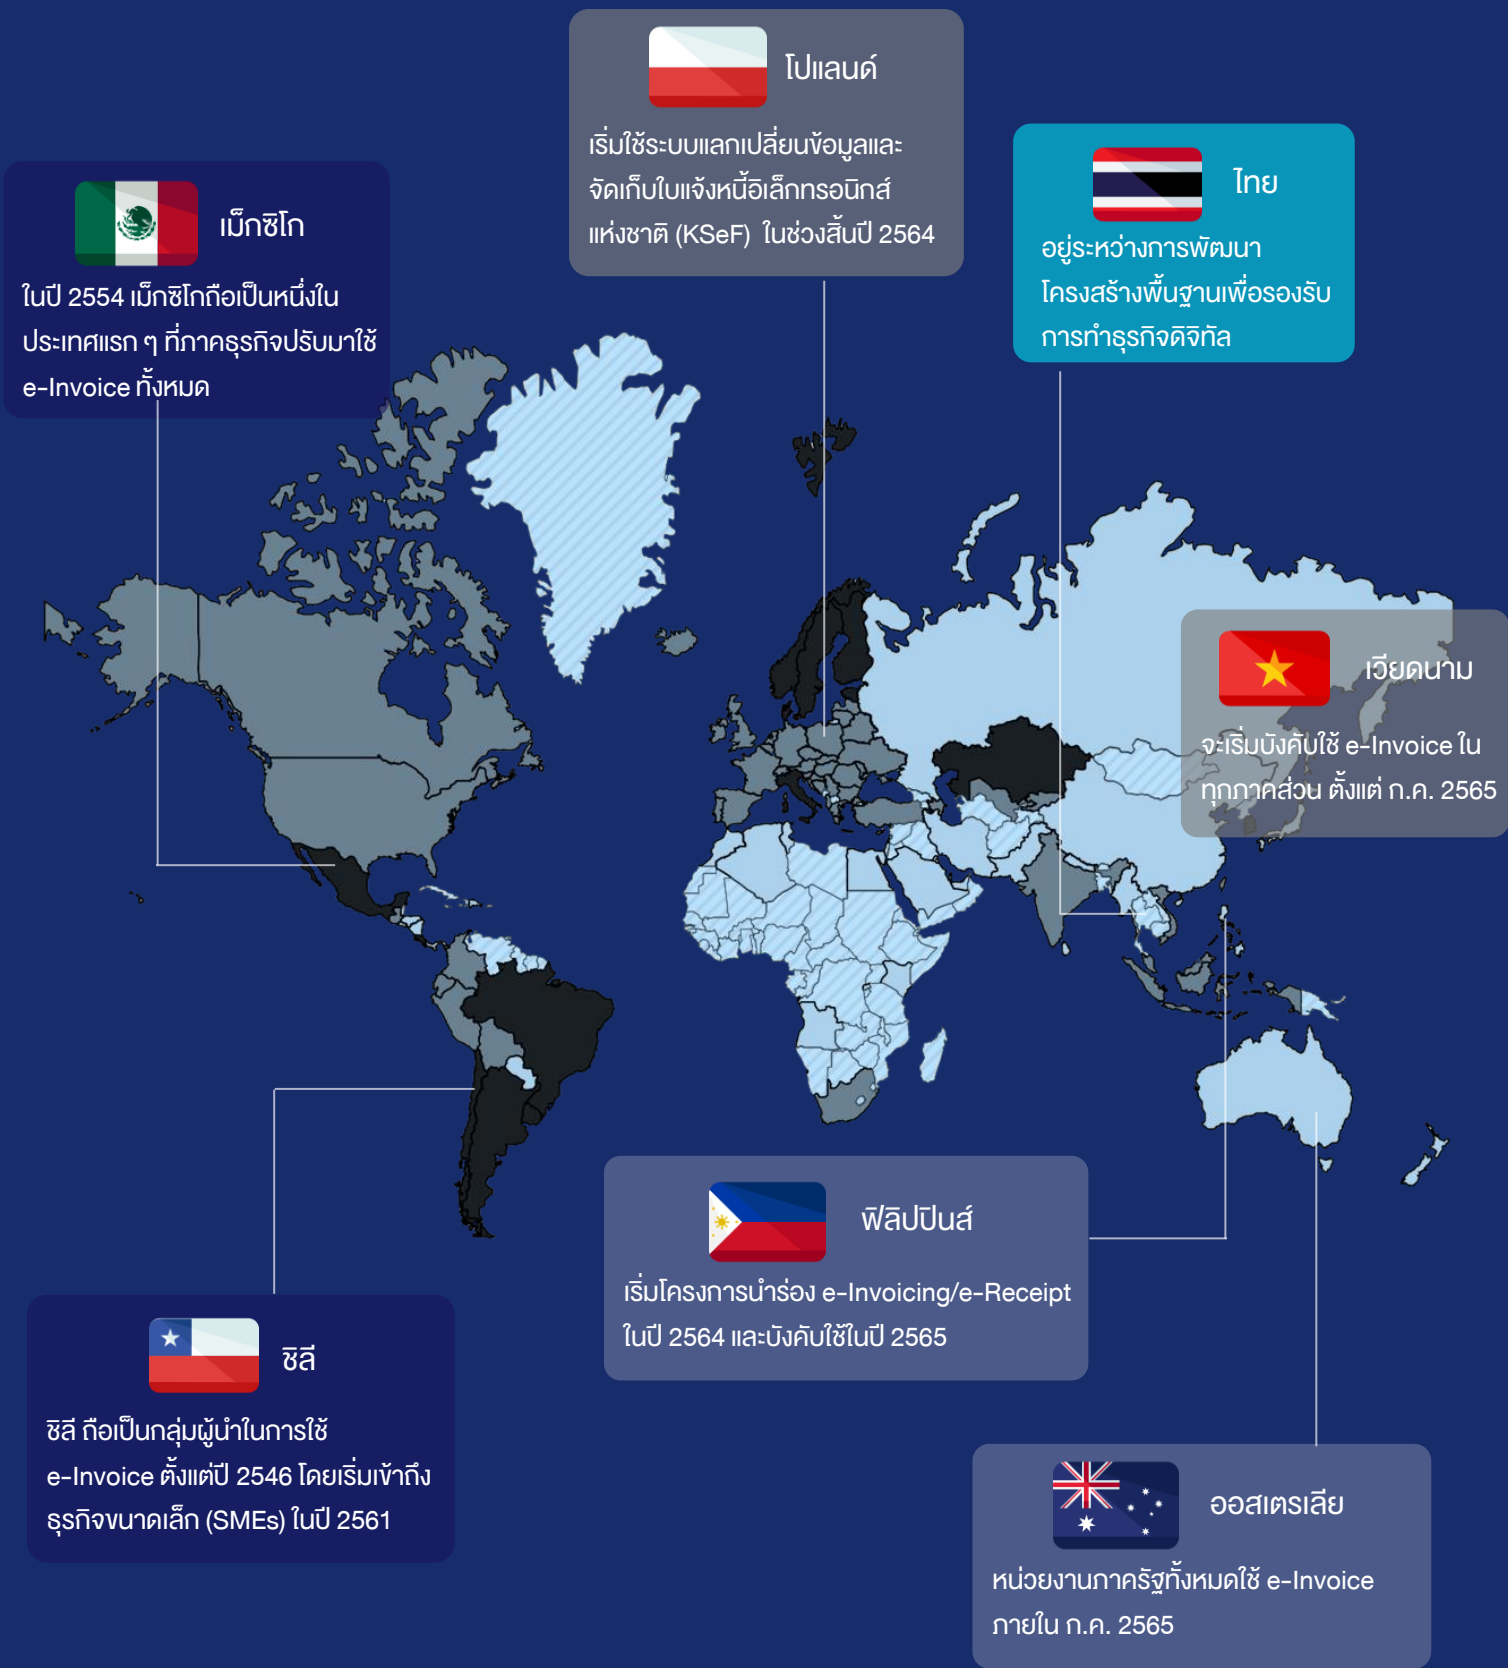 โปแลนด์
เริ่มใช้ระบบแลกเปลี่ยนข้อมูลและ
จัดเก็บใบแจ้งหนี้อิเล็กทรอนิกส์
แห่งชาติ (KSeF) ในช่วงสิ้นปี 2564
ไทย
อยู่ระหว่างการพัฒนา
โครงสร้างพื้นฐานเพื่อรองรับ
การทำธุรกิจดิจิทัล
เม็กซิโก
ในปี 2554 เม็กซิโกถือเป็นหนึ่งใน
ประเทศแรก ๆ ที่ภาคธุรกิจปรับมาใช้
e-Invoice ทั้งหมด
เวียดนาม
จะเริ่มบังคับใช้ e-Invoice ใน
ทุกภาคส่วน ตั้งแต่ ก.ค. 2565
ฟิลิปปินส์
เริ่มโครงการนำร่อง e-Invoicing/e-Receipt
ในปี 2564 และบังคับใช้ในปี 2565
ชิลี
ชิลี ถือเป็นกลุ่มผู้นำในการใช้
e-Invoice ตั้งแต่ปี 2546 โดยเริ่มเข้าถึง
ธุรกิจขนาดเล็ก (SMEs) ในปี 2561
ออสเตรเลีย
หน่วยงานภาครัฐทั้งหมดใช้ e-Invoice
ภายใน ก.ค. 2565